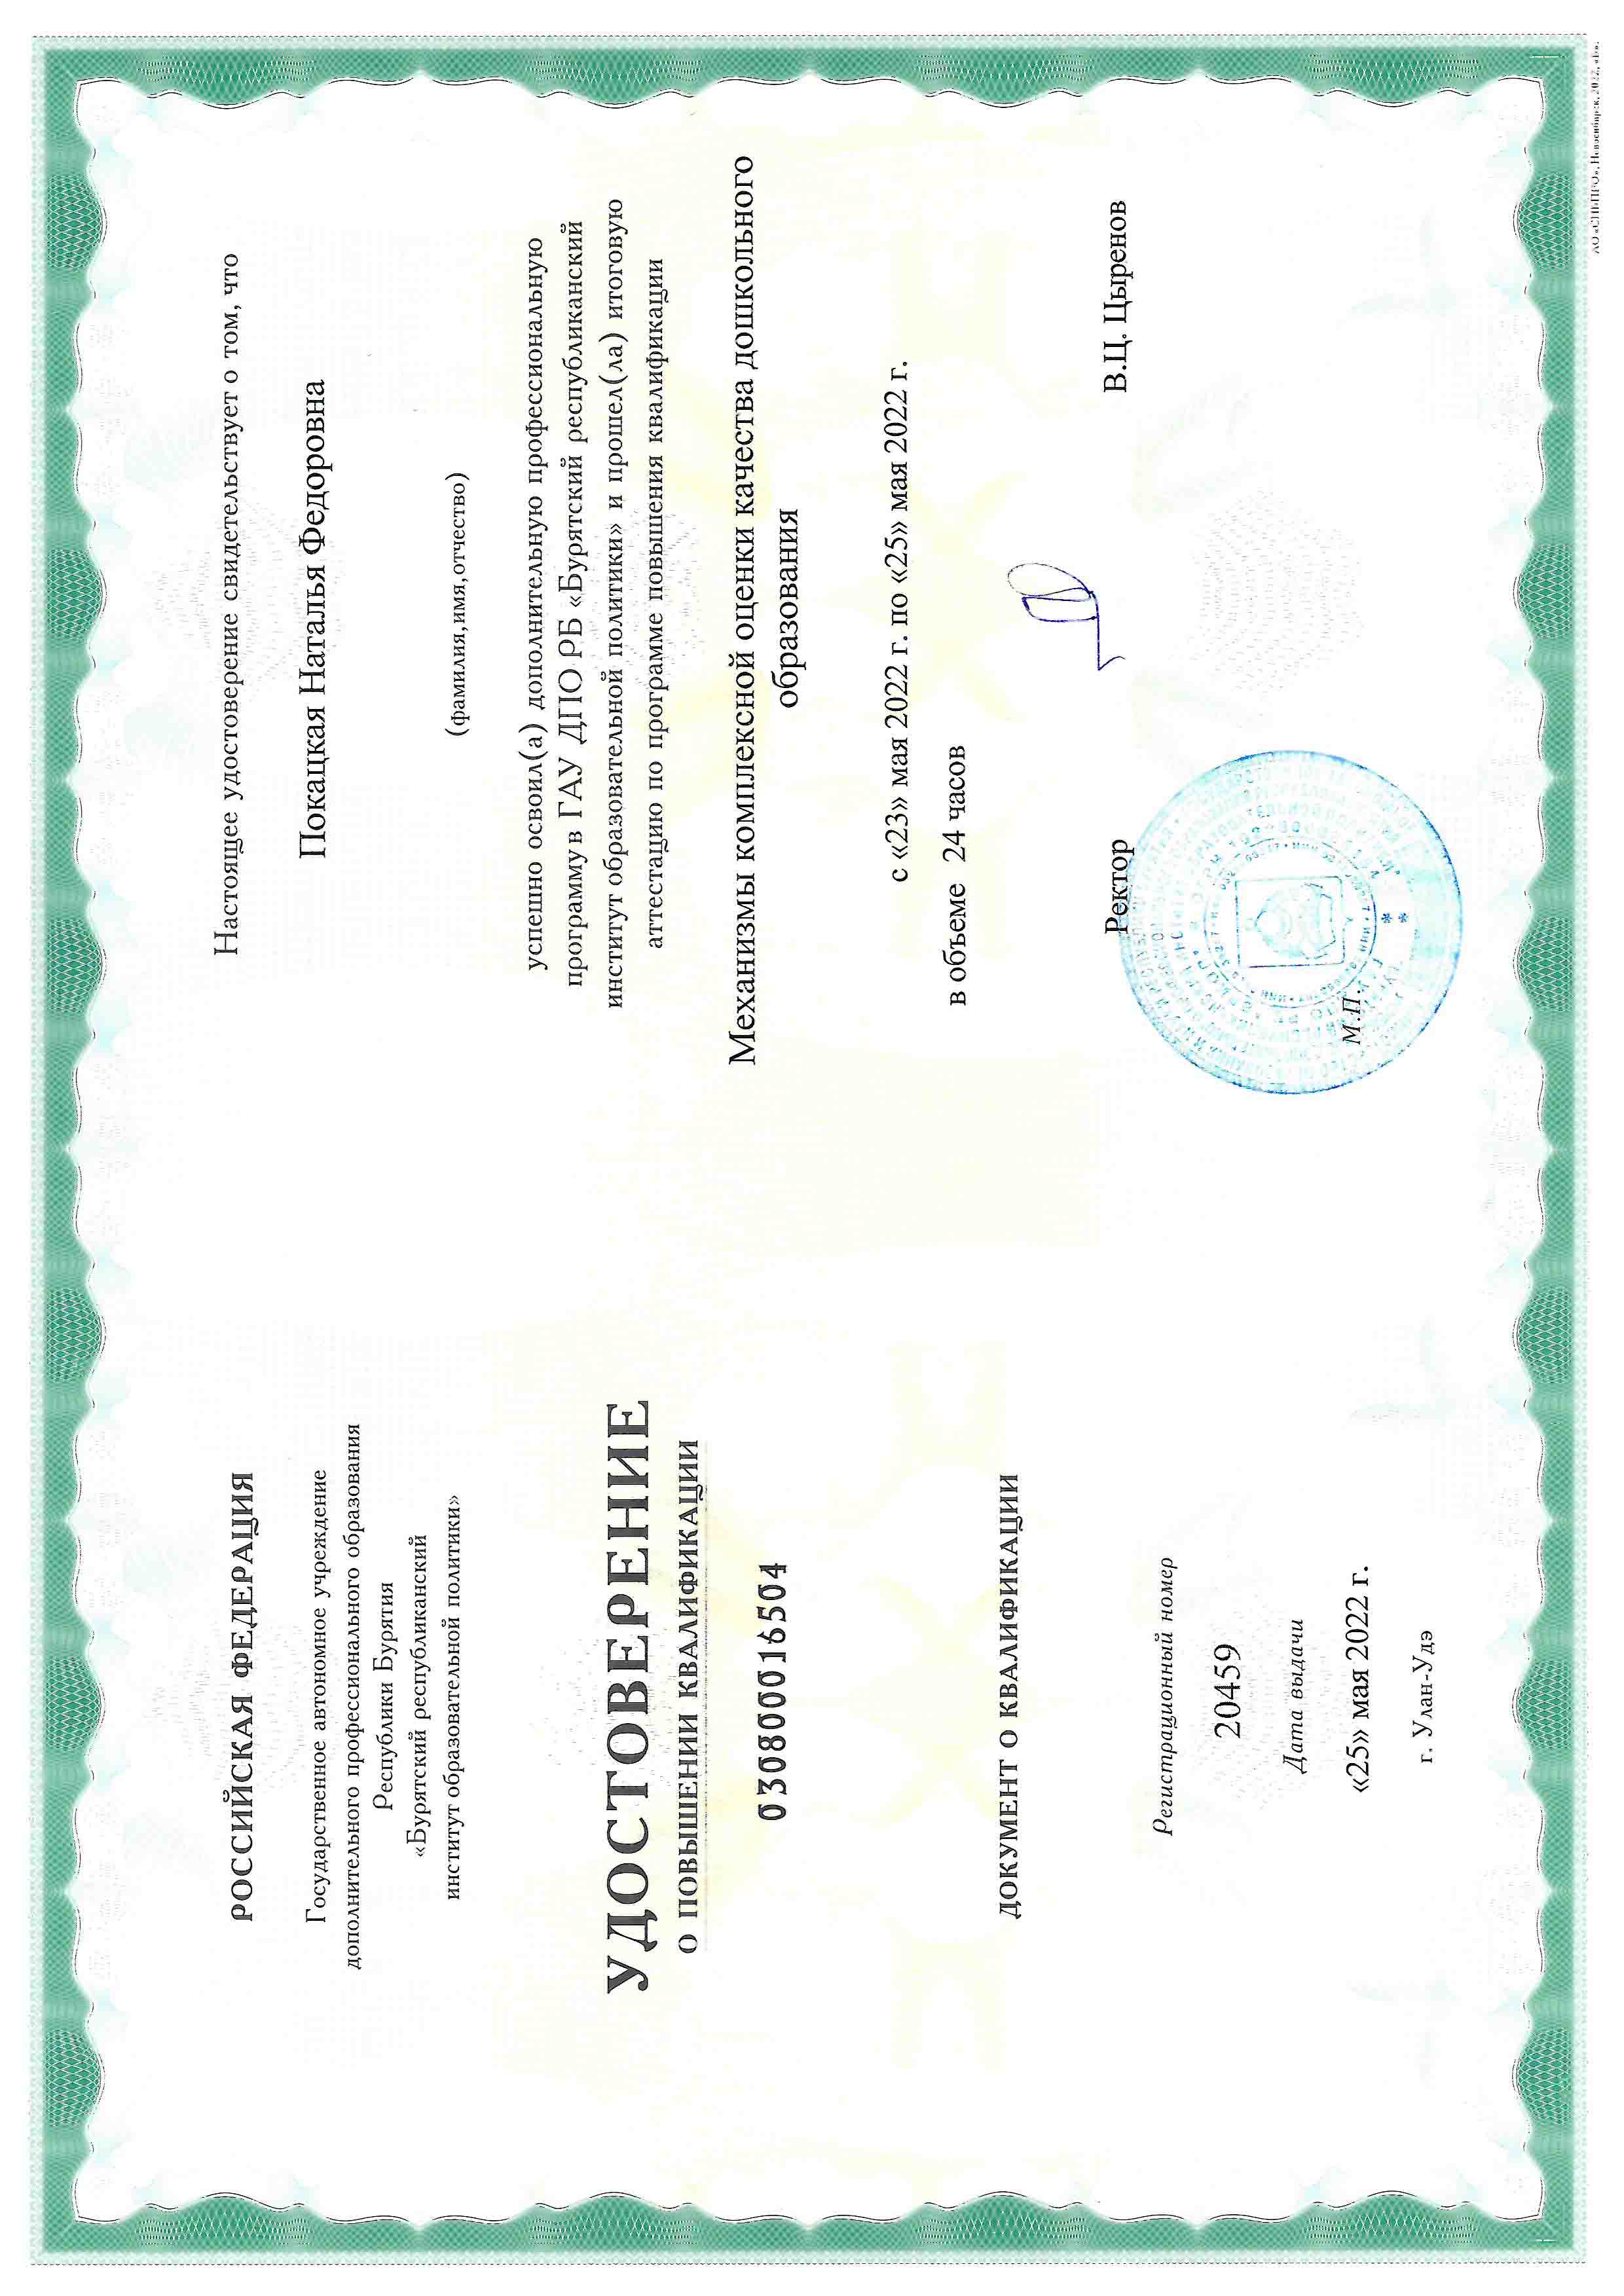 РОССИЙСКАЯ ФЕДЕРАЦИЯ
Государственное автономное учреждение
дополнительного профессионального образования
Республики Бурятия
«Бурятский республиканский
институт образовательной политики»
УДОСТОВЕРЕНИЕ
О ПОВЫШЕНИИ КВАЛИФИКАЦИИ
030800016504
ДОКУМЕНТ О КВАЛИФИКАЦИИ
Регистрационный номер
20459
Дата выдачи
«25» мая 2022 г.
г. Улан-Удэ
Настоящее удостоверение свидетельствует о том, что
Покацкая Наталья Федоровна
(фамилия,имя,отчество)
успешно освоил(а) дополнительную профессиональную
программу в ГАУ ДПО РБ «Бурятский республиканский
институт образовательной политики» и прошел(ла) итоговую
аттестацию по программе повышения квалификации
Механизмы комплексной оценки качества дошкольного
образования
с «23» мая 2022 г. по «25» мая 2022 г.
в объеме 24 часов
Ректор В.Ц. Цыренов
М.П.
Новосибирск, 2022,